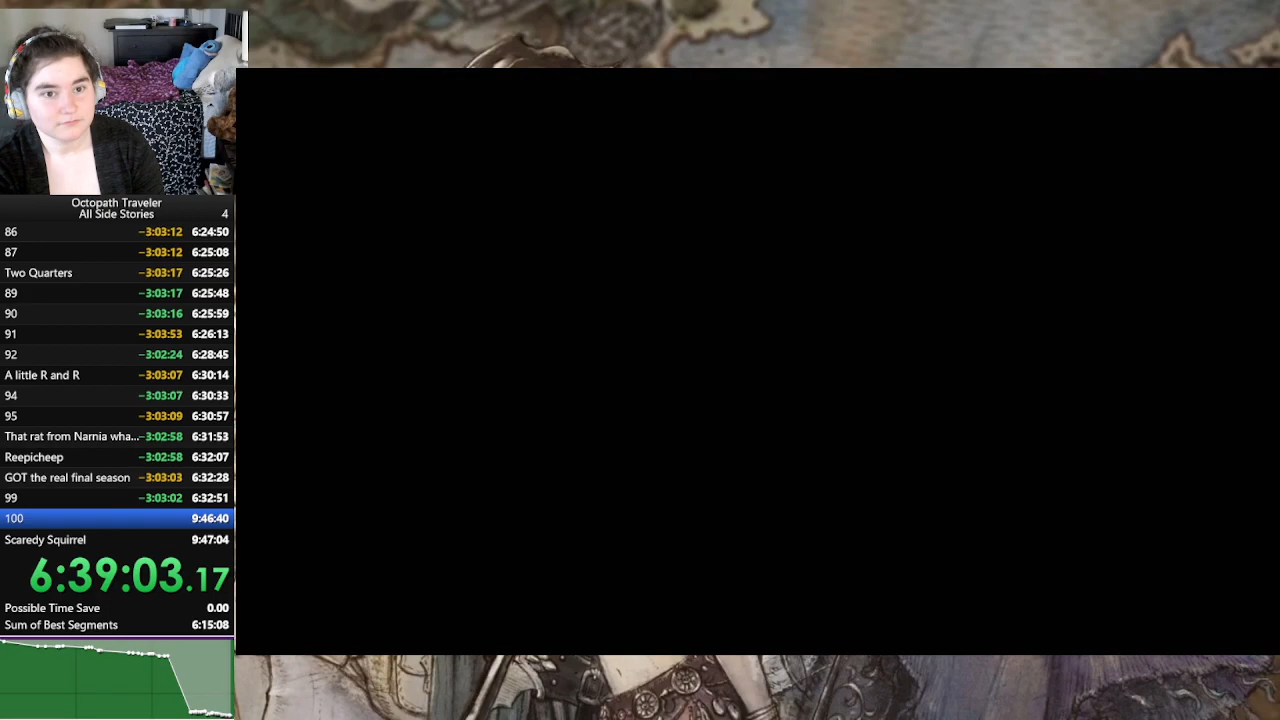 Octopath Traveler
All Side Stories 4
86 −3:03:12 6:24:50
87 −3:03:12 6:25:08
Two Quarters −3:03:17 6:25:26
89 −3:03:17 6:25:48
90 −3:03:16 6:25:59
91 −3:03:53 6:26:13
92 −3:02:24 6:28:45
A little R and R −3:03:07 6:30:14
94 −3:03:07 6:30:33
95 −3:03:09 6:30:57
That rat from Narnia wha... −3:02:58 6:31:53
Reepicheep −3:02:58 6:32:07
GOT the real final season −3:03:03 6:32:28
99 −3:03:02 6:32:51
100 9:46:40
Scaredy Squirrel 9:47:04
6:39:03.17
Possible Time Save 0.00
Sum of Best Segments 6:15:08